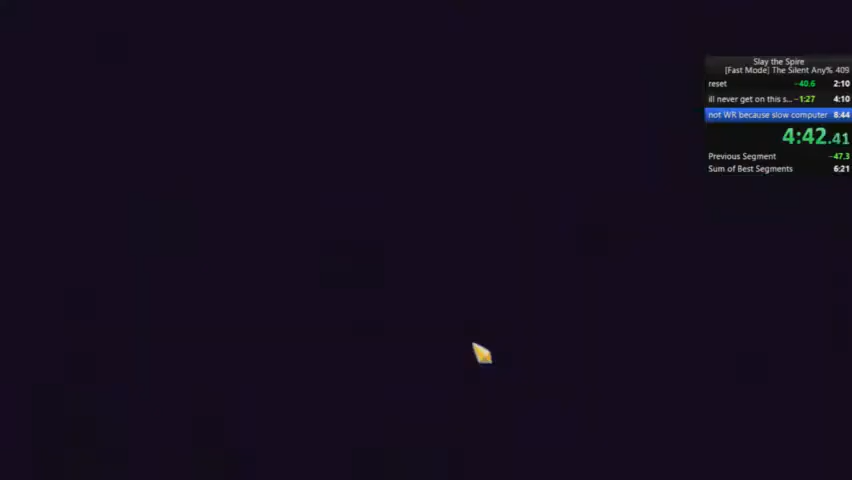 Slay the Spire
[Fast Mode] The Silent Any% 409
reset -40.6 2:10
ill never get on this s... -1:27 4:10
not WR because slow computer 8:44
4:42.41
Previous Segment -47.3
Sum of Best Segments 6:21